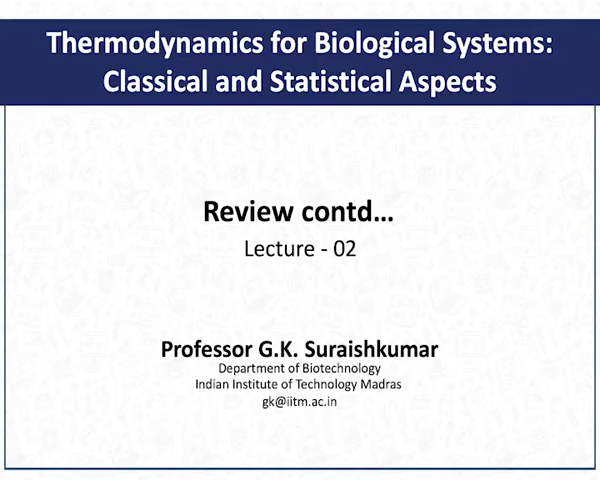 Thermodynamics for Biological Systems:
Classical and Statistical Aspects
Review contd...
Lecture - 02
Professor G.K. Suraishkumar
Department of Biotechnology
Indian Institute of Technology Madras
gk@iitm.ac.in